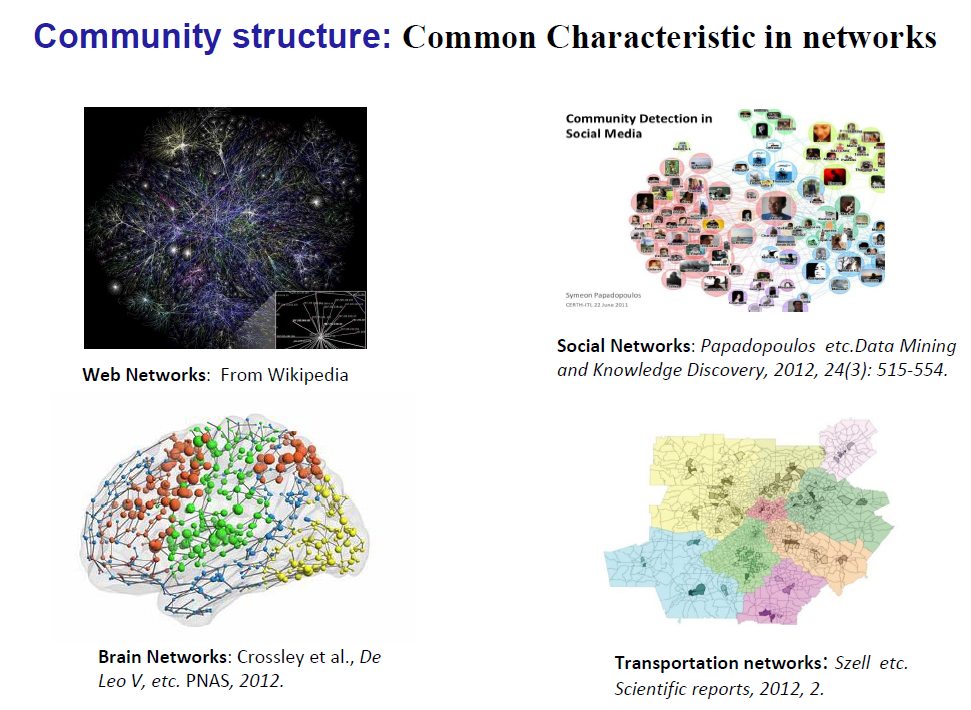 Community structure: Common Characteristic in networks
Community Detection in
Social Media
Symeon Papadopoulos
CERTH-ITI, 22 June 2011
Web Networks: From Wikipedia
Social Networks: Papadopoulos etc.Data Mining
and Knowledge Discovery, 2012, 24(3): 515-554.
Brain Networks: Crossley et al., De
Leo V, etc. PNAS, 2012.
Transportation networks: Szell etc.
Scientific reports, 2012, 2.